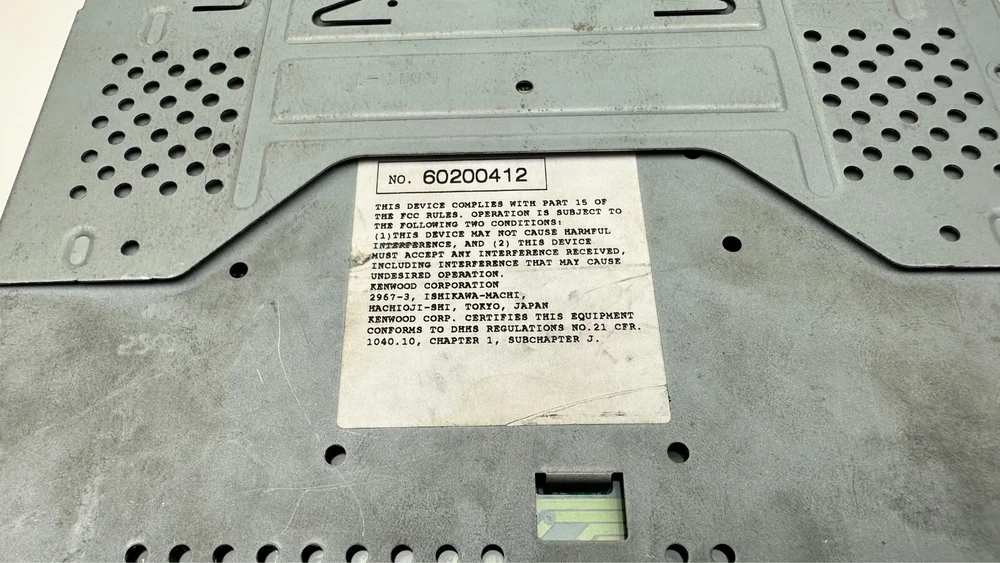 NO. 60200412
THIS DEVICE COMPLIES WITH PART 15 OF
THE FCC RULES. OPERATION IS SUBJECT TO
THE FOLLOWING TWO CONDITIONS:
(1)THIS DEVICE MAY NOT CAUSE HARMFUL
INTERFERENCE, AND (2) THIS DEVICE
MUST ACCEPT ANY INTERFERENCE RECEIVED,
INCLUDING INTERFERENCE THAT MAY CAUSE
UNDESIRED OPERATION.
KENWOOD CORPORATION
2967-3, ISHIKAWA-MACHI,
HACHIOJI-SHI, TOKYO, JAPAN
KENWOOD CORP. CERTIFIES THIS EQUIPMENT
CONFORMS TO DHHS REGULATIONS NO.21 CFR.
1040.10, CHAPTER 1, SUBCHAPTER J.